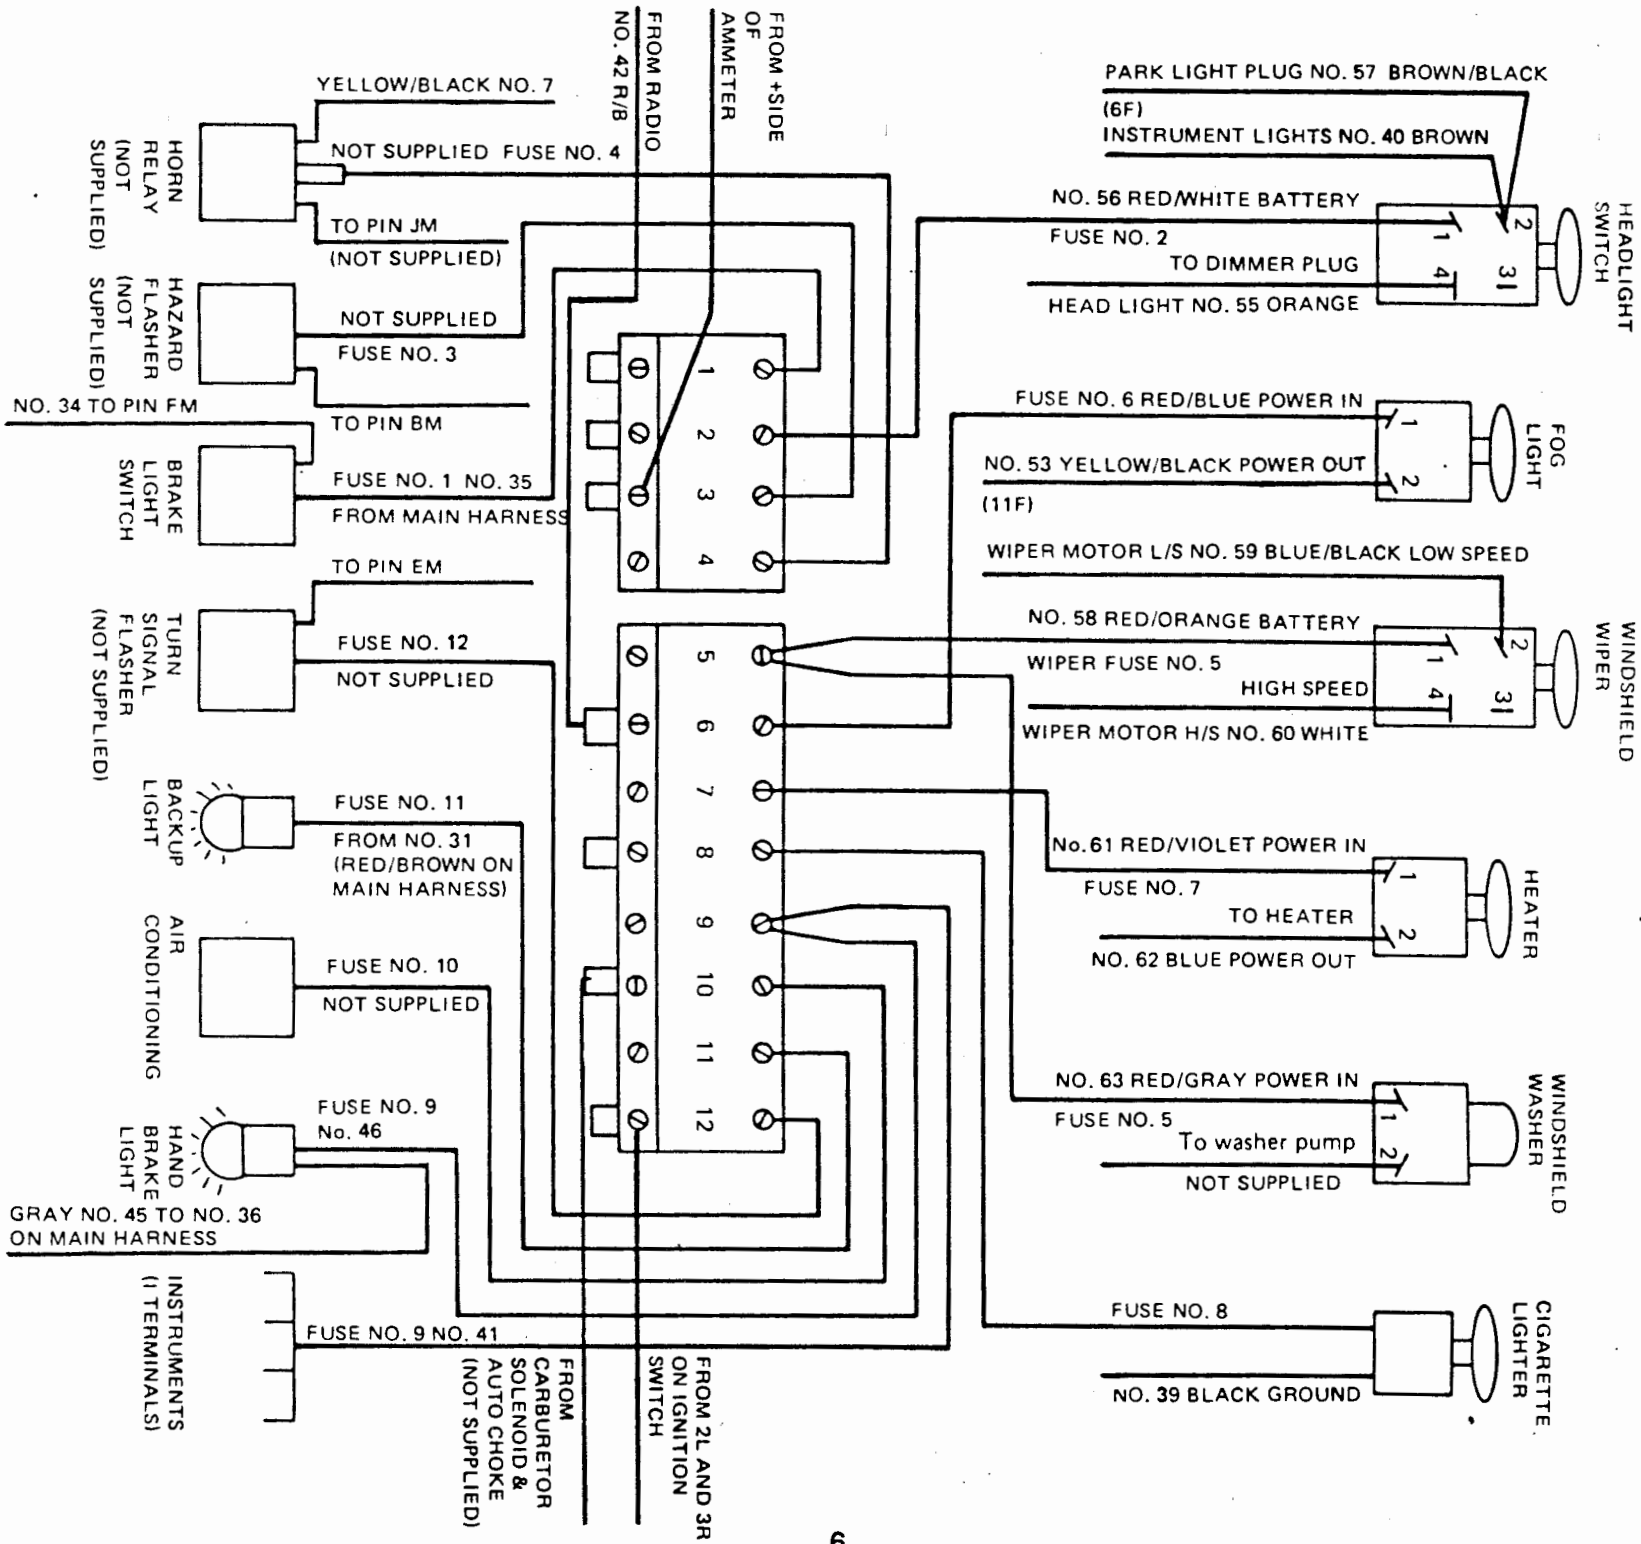 FROM +SIDE
OF
AMMETER
FROM RADIO
NO. 42 R/B
YELLOW/BLACK NO. 7
NOT SUPPLIED FUSE NO. 4
TO PIN JM
(NOT SUPPLIED)
HORN
RELAY
(NOT
SUPPLIED)
NOT SUPPLIED
FUSE NO. 3
HAZARD
FLASHER
(NOT
SUPPLIED)
TO PIN BM
NO. 34 TO PIN FM
FUSE NO. 1 NO. 35
FROM MAIN HARNESS
BRAKE
LIGHT
SWITCH
TO PIN EM
FUSE NO. 12
NOT SUPPLIED
TURN
SIGNAL
FLASHER
(NOT SUPPLIED)
FUSE NO. 11
FROM NO. 31
(RED/BROWN ON
MAIN HARNESS)
BACKUP
LIGHT
FUSE NO. 10
NOT SUPPLIED
AIR
CONDITIONING
FUSE NO. 9
No. 46
HAND
BRAKE
LIGHT
GRAY NO. 45 TO NO. 36
ON MAIN HARNESS
FUSE NO. 9 NO. 41
INSTRUMENTS
(I TERMINALS)
1
2
3
4
5
6
7
8
9
10
11
12
FROM 2L AND 3R
ON IGNITION
SWITCH
FROM
CARBURETOR
SOLENOID &
AUTO CHOKE
(NOT SUPPLIED)
PARK LIGHT PLUG NO. 57 BROWN/BLACK
(6F)
INSTRUMENT LIGHTS NO. 40 BROWN
NO. 56 RED/WHITE BATTERY
FUSE NO. 2
TO DIMMER PLUG
HEAD LIGHT NO. 55 ORANGE
2
1
3
4
HEADLIGHT
SWITCH
FUSE NO. 6 RED/BLUE POWER IN
NO. 53 YELLOW/BLACK POWER OUT
(11F)
1
2
FOG
LIGHT
WIPER MOTOR L/S NO. 59 BLUE/BLACK LOW SPEED
NO. 58 RED/ORANGE BATTERY
WIPER FUSE NO. 5
HIGH SPEED
WIPER MOTOR H/S NO. 60 WHITE
2
1
3
4
WINDSHIELD
WIPER
No. 61 RED/VIOLET POWER IN
FUSE NO. 7
TO HEATER
NO. 62 BLUE POWER OUT
1
2
HEATER
NO. 63 RED/GRAY POWER IN
FUSE NO. 5
To washer pump
NOT SUPPLIED
1
2
WINDSHIELD
WASHER
FUSE NO. 8
NO. 39 BLACK GROUND
CIGARETTE
LIGHTER